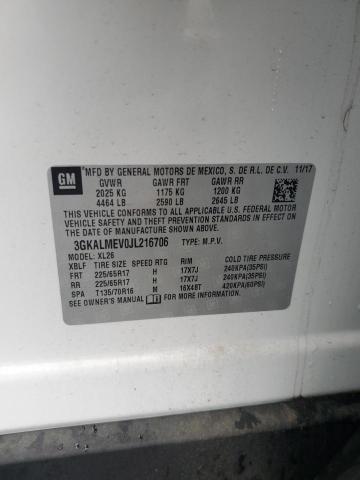 GM
MFD BY GENERAL MOTORS DE MEXICO, S. DE R.L. DE C.V. 11/17
GVWR GAWR FRT GAWR RR
2025 KG 1175 KG 1200 KG
4464 LB 2590 LB 2645 LB
THIS VEHICLE CONFORMS TO ALL APPLICABLE U.S. FEDERAL MOTOR
VEHICLE SAFETY AND THEFT PREVENTION STANDARDS IN EFFECT ON
THE DATE OF MANUFACTURE SHOWN ABOVE.
3GKALMEV0JL216706 TYPE: M.P.V.
MODEL: XL26
XBLF TIRE SIZE SPEED RTG RIM COLD TIRE PRESSURE
FRT 225/65R17 H 17X7J 240KPA(35PSI)
RR 225/65R17 H 17X7J 240KPA(35PSI)
SPA T135/70R16 M 16X4BT 420KPA(60PSI)
SEE OWNER'S MANUAL FOR ADDITIONAL INFORMATION.